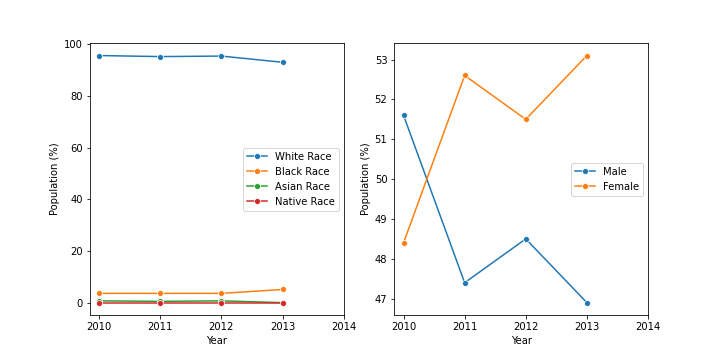 100
80
60
40
20
0
Population (%)
White Race
Black Race
Asian Race
Native Race
2010 2011 2012 2013 2014
Year
53
52
51
50
49
48
47
Population (%)
Male
Female
2010 2011 2012 2013 2014
Year